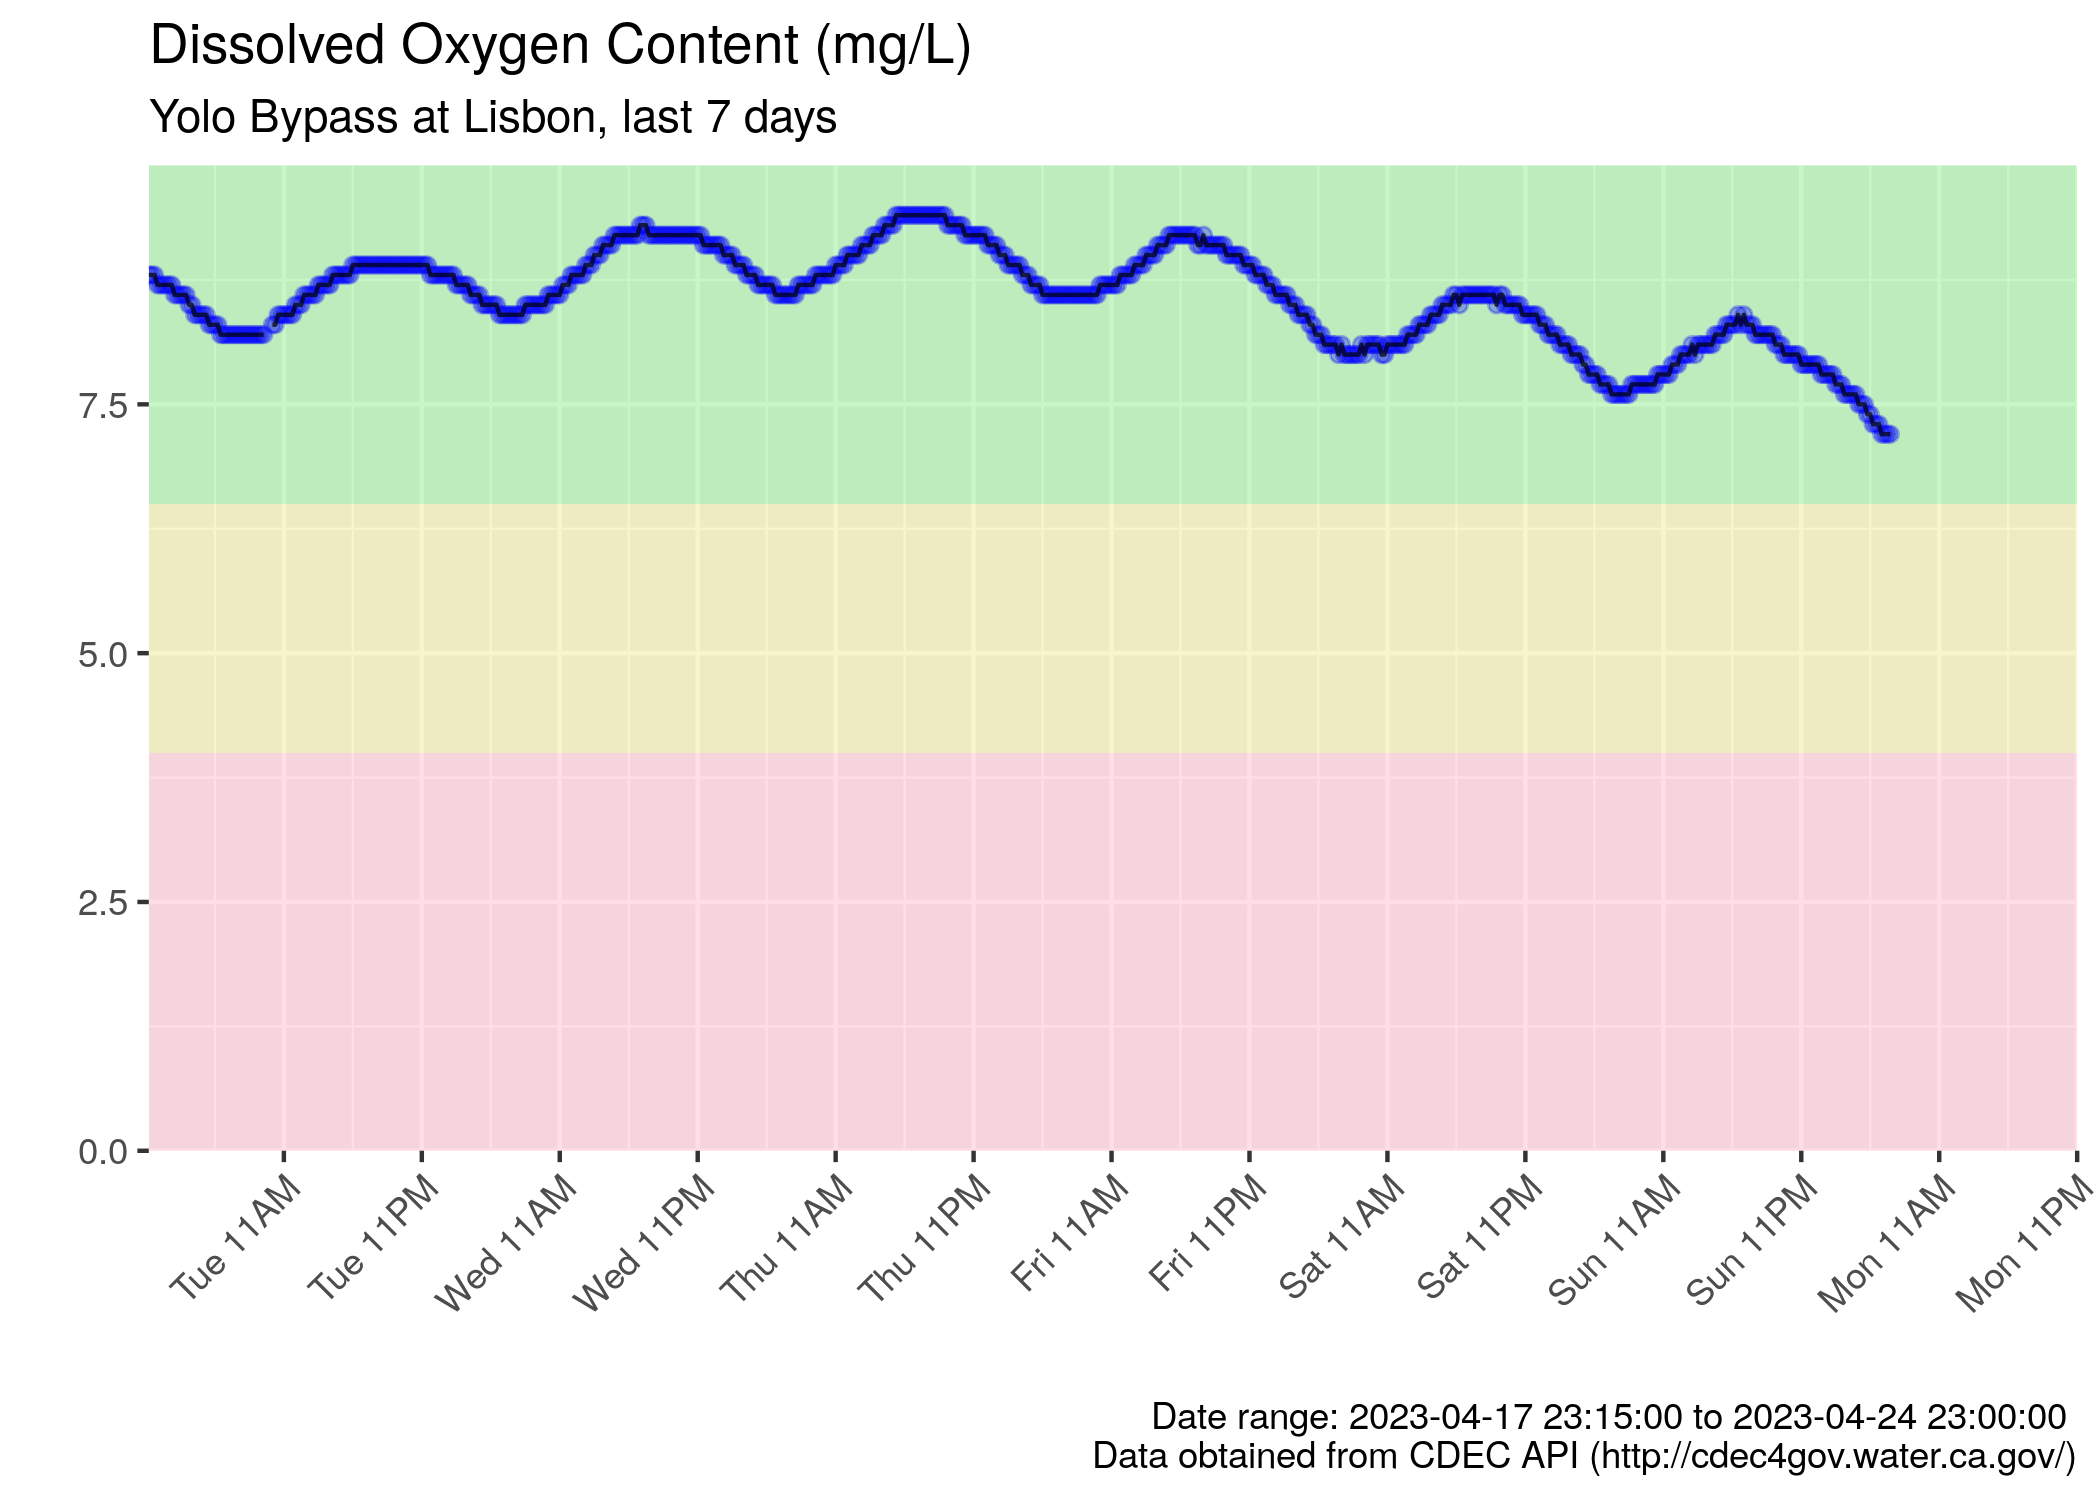 Dissolved Oxygen Content (mg/L)
Yolo Bypass at Lisbon, last 7 days
7.5
5.0
2.5
0.0
Tue 11AM
Tue 11PM
Wed 11AM
Wed 11PM
Thu 11AM
Thu 11PM
Fri 11AM
Fri 11PM
Sat 11AM
Sat 11PM
Sun 11AM
Sun 11PM
Mon 11AM
Mon 11PM
Date range: 2023-04-17 23:15:00 to 2023-04-24 23:00:00
Data obtained from CDEC API (http://cdec4gov.water.ca.gov/)